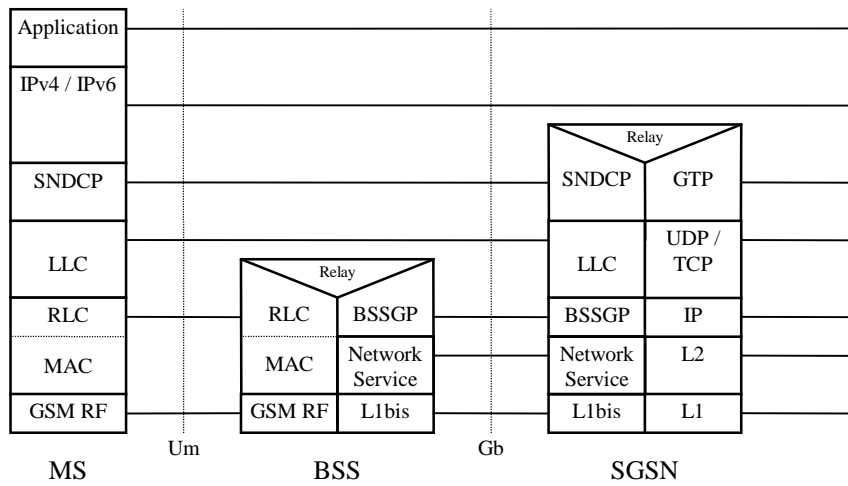 Application
IPv4 / IPv6
SNDCP
LLC
RLC
MAC
GSM RF
MS
Um
Relay
RLC
BSSGP
MAC
Network
Service
GSM RF
L1bis
BSS
Gb
Relay
SNDCP
GTP
LLC
UDP /
TCP
BSSGP
IP
Network
Service
L2
L1bis
L1
SGSN